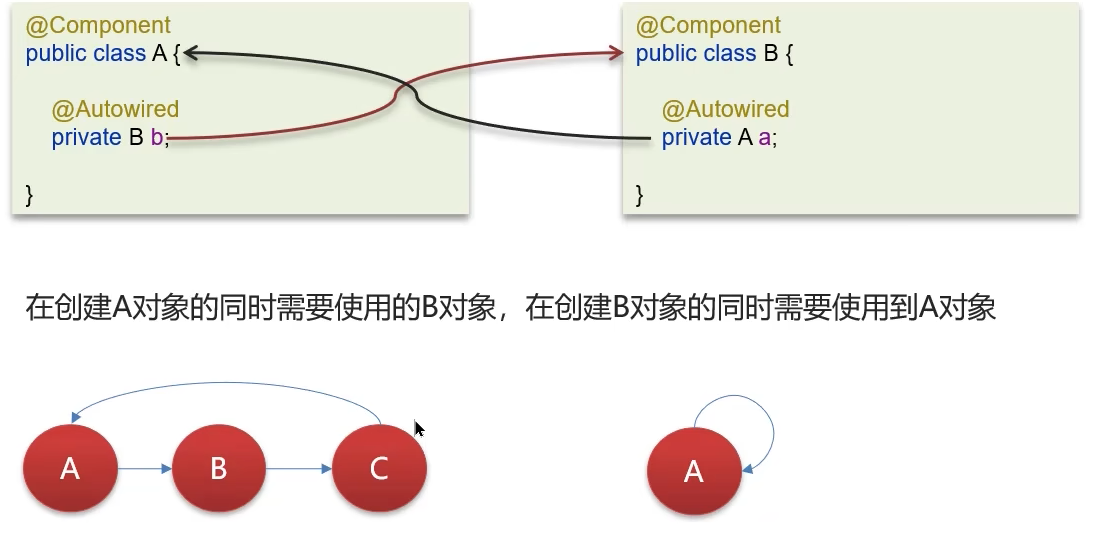 @Component
public class A {
@Autowired
private B b;
}
@Component
public class B {
@Autowired
private A a;
}
在创建A对象的同时需要使用的B对象，在创建B对象的同时需要使用到A对象
A
B
C
A